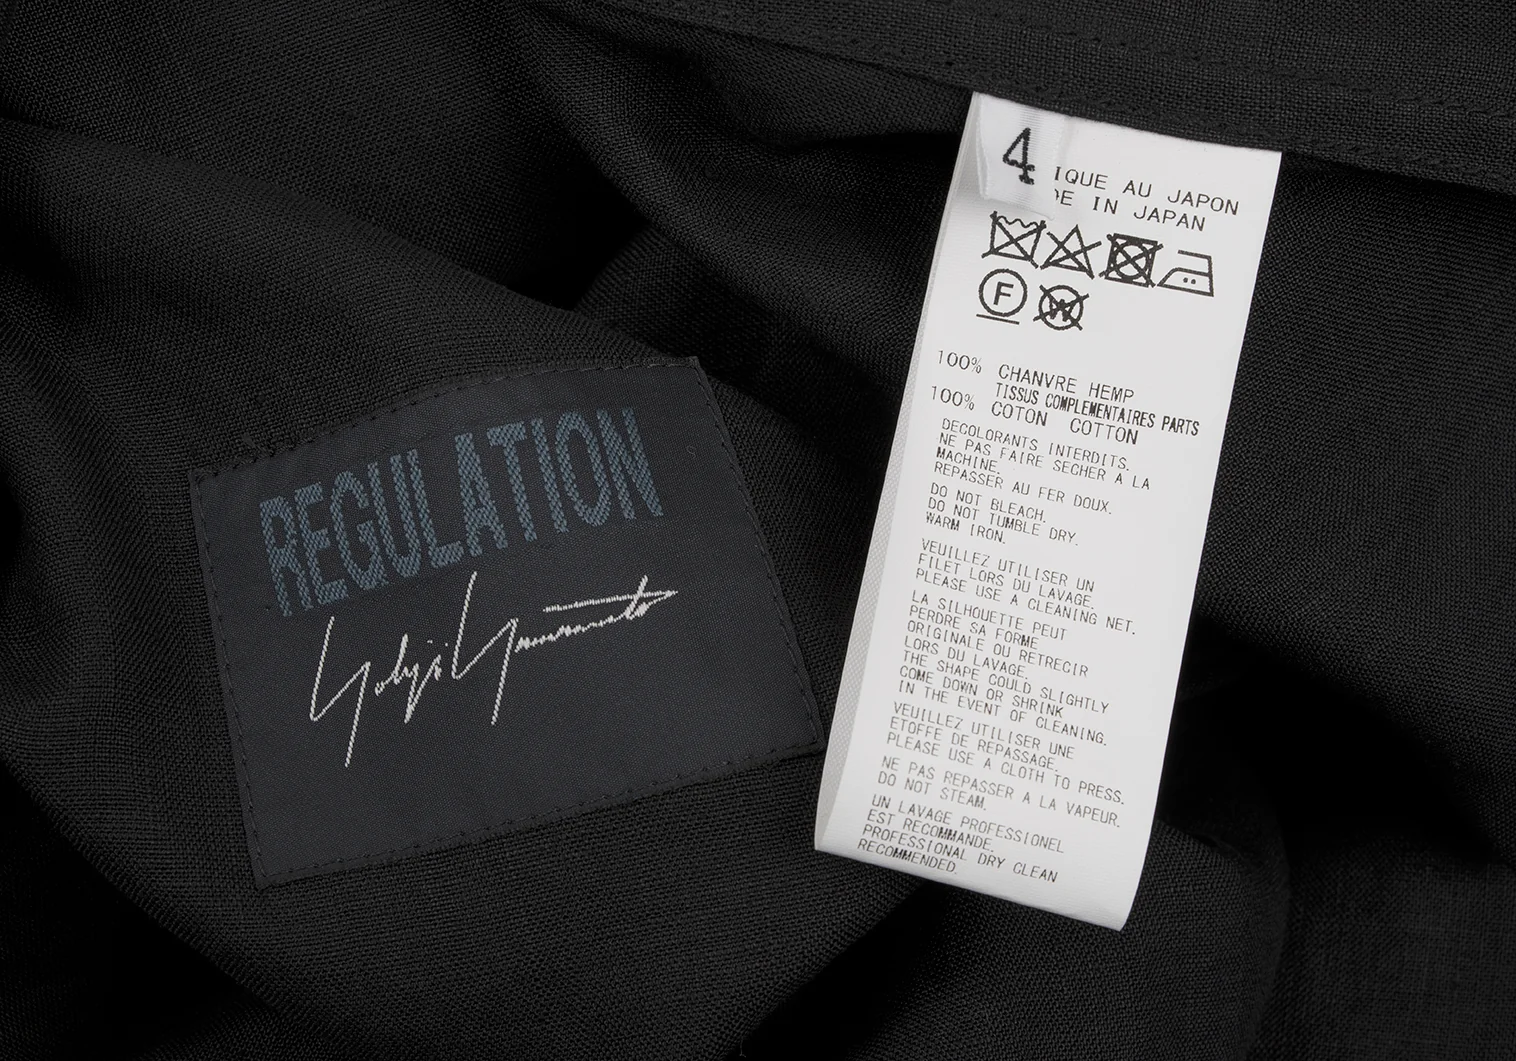 REGULATION
Yohji Yamamoto
4
IQUE AU JAPON
DE IN JAPAN
F
W
100% CHANVRE HEMP
TISSUS COMPLEMENTAIRES PARTS
100% COTON COTTON
DECOLORANTS INTERDITS.
NE PAS FAIRE SECHER A LA
MACHINE.
REPASSER AU FER DOUX.
DO NOT BLEACH.
DO NOT TUMBLE DRY.
WARM IRON.
VEUILLEZ UTILISER UN
FILET LORS DU LAVAGE.
PLEASE USE A CLEANING NET.
LA SILHOUETTE PEUT
PERDRE SA FORME
ORIGINALE OU RETRECIR
LORS DU LAVAGE.
THE SHAPE COULD SLIGHTLY
COME DOWN OR SHRINK
IN THE EVENT OF CLEANING.
VEUILLEZ UTILISER UNE
ETOFFE DE REPASSAGE.
PLEASE USE A CLOTH TO PRESS.
NE PAS REPASSER A LA VAPEUR.
DO NOT STEAM.
UN LAVAGE PROFESSIONEL
EST RECOMMANDE.
PROFESSIONAL DRY CLEAN
RECOMMENDED.